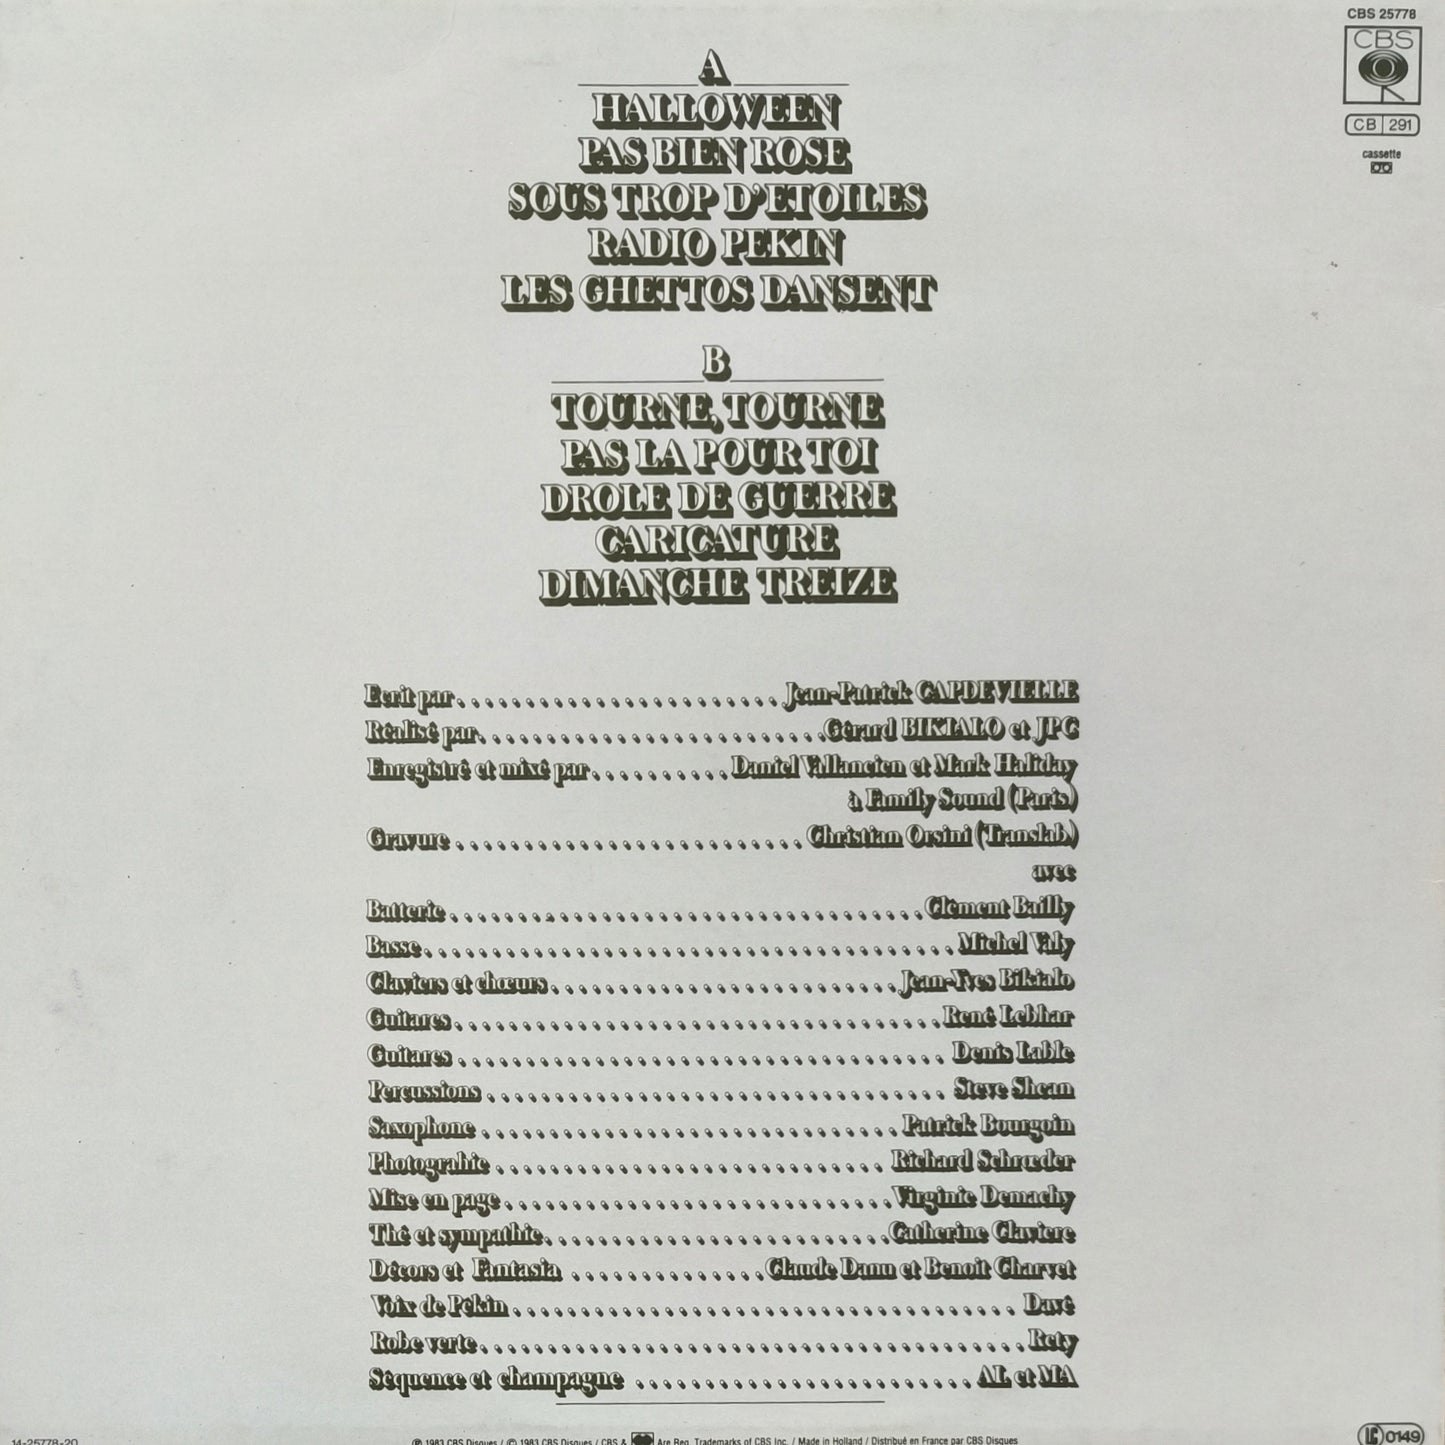 CBS 25778
CBS
CB 291
cassette
A
HALLOWEEN
PAS BIEN ROSE
SOUS TROP D'ETOILES
RADIO PEKIN
LES GHETTOS DANSENT
B
TOURNE, TOURNE
PAS LA POUR TOI
DROLE DE GUERRE
CARICATURE
DIMANCHE TREIZE
Ecrit par........................Jean-Patrick CAPDEVIELLE
Réalisé par..........................Gérard BIKIALO et JPC
Enregistré et mixé par..........Daniel Vallancien et Mark Haliday
à Family Sound (Paris)
Gravure..........................Christian Orsini (Translab.)
avec
Batterie...................................Clément Bailly
Basse.......................................Michel Valy
Claviers et chœurs..........................Jean-Yves Bikialo
Guitares....................................René Lebhar
Guitares....................................Denis Lable
Percussions..................................Steve Shean
Saxophone...............................Patrick Bourgoin
Photograhie.............................Richard Schrœder
Mise en page.............................Virginie Demachy
Thé et sympathie..........................Catherine Claviere
Décors et Fantasia ..............Claude Danu et Benoit Charvet
Voix de Pékin......................................Davé
Robe verte.........................................Rety
Séquence et champagne .........................AL et MA
14-25778-20
℗ 1983 CBS Disques / © 1983 CBS Disques / CBS & Are Reg. Trademarks of CBS Inc. / Made in Holland / Distribué en France par CBS Disques
LC 0149